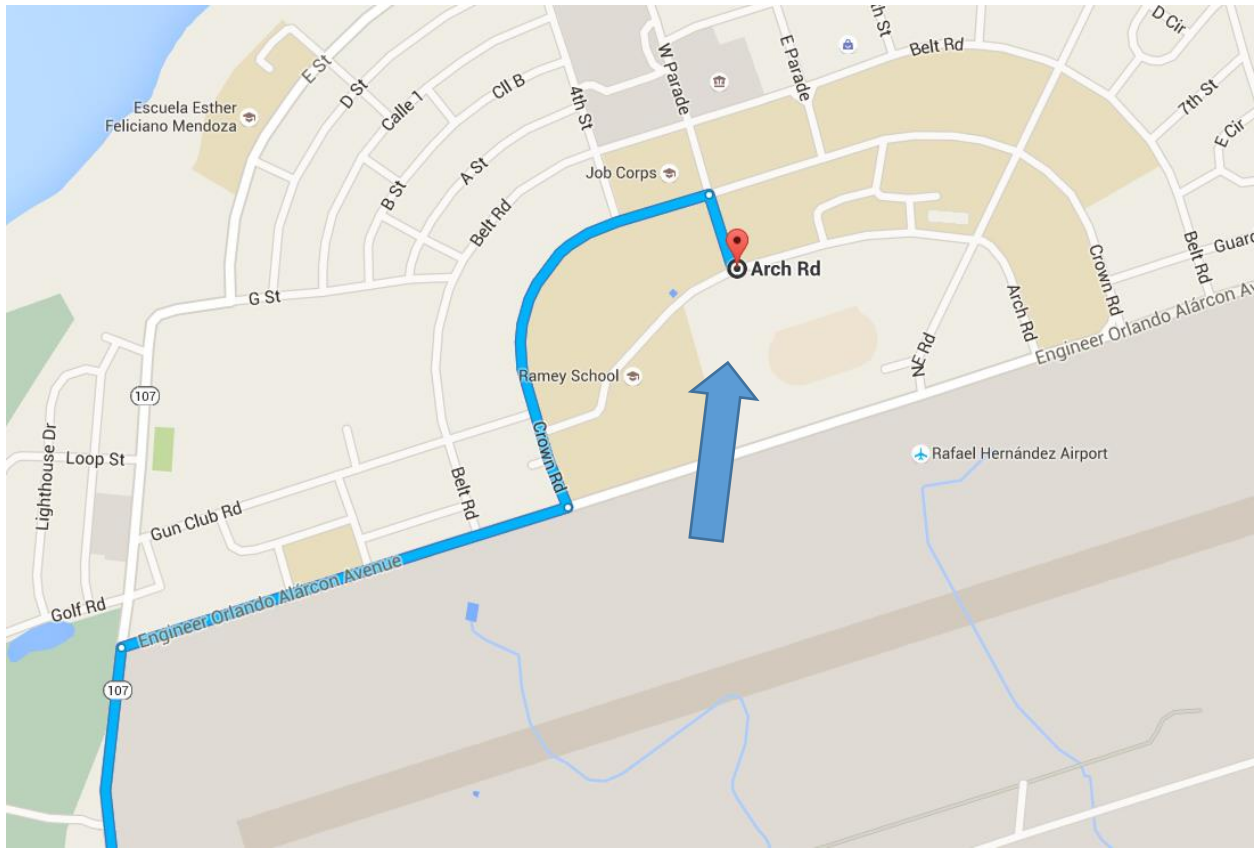 h St
D Cir
E Parade
W Parade
Belt Rd
E St
D St
Cll B
Calle 1
4th St
Escuela Esther
Feliciano Mendoza
7th St
E Cir
A St
B St
Job Corps
Belt Rd
Crown Rd
Belt Rd
Guard
G St
Arch Rd
Arch Rd
Engineer Orlando Alárcon Av
NE Rd
Ramey School
107
Lighthouse Dr
Loop St
Crown Rd
Rafael Hernández Airport
Belt Rd
Gun Club Rd
Engineer Orlando Alárcon Avenue
Golf Rd
107